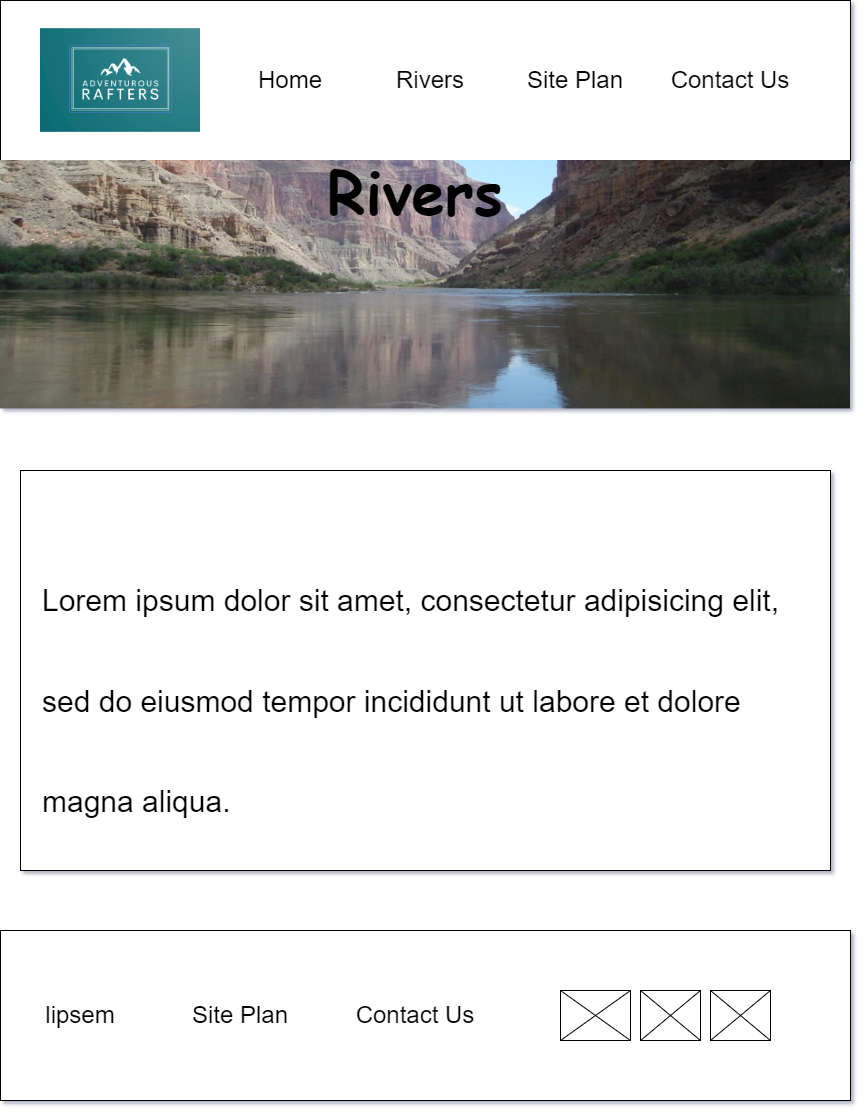 ADVENTUROUS
RAFTERS
Home Rivers Site Plan Contact Us
Rivers
Lorem ipsum dolor sit amet, consectetur adipisicing elit,
sed do eiusmod tempor incididunt ut labore et dolore
magna aliqua.
lipsem Site Plan Contact Us